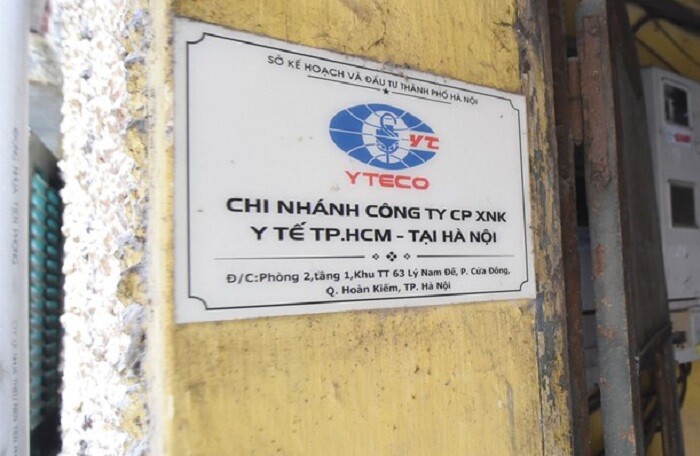 SỞ KẾ HOẠCH VÀ ĐẦU TƯ THÀNH PHỐ HÀ NỘI
YT
YTECO
CHI NHÁNH CÔNG TY CP XNK
Y TẾ TP.HCM - TẠI HÀ NỘI
Đ/C:Phòng 2,tầng 1,Khu TT 63 Lý Nam Đế, P. Cửa Đông,
Q. Hoàn Kiếm, TP. Hà Nội